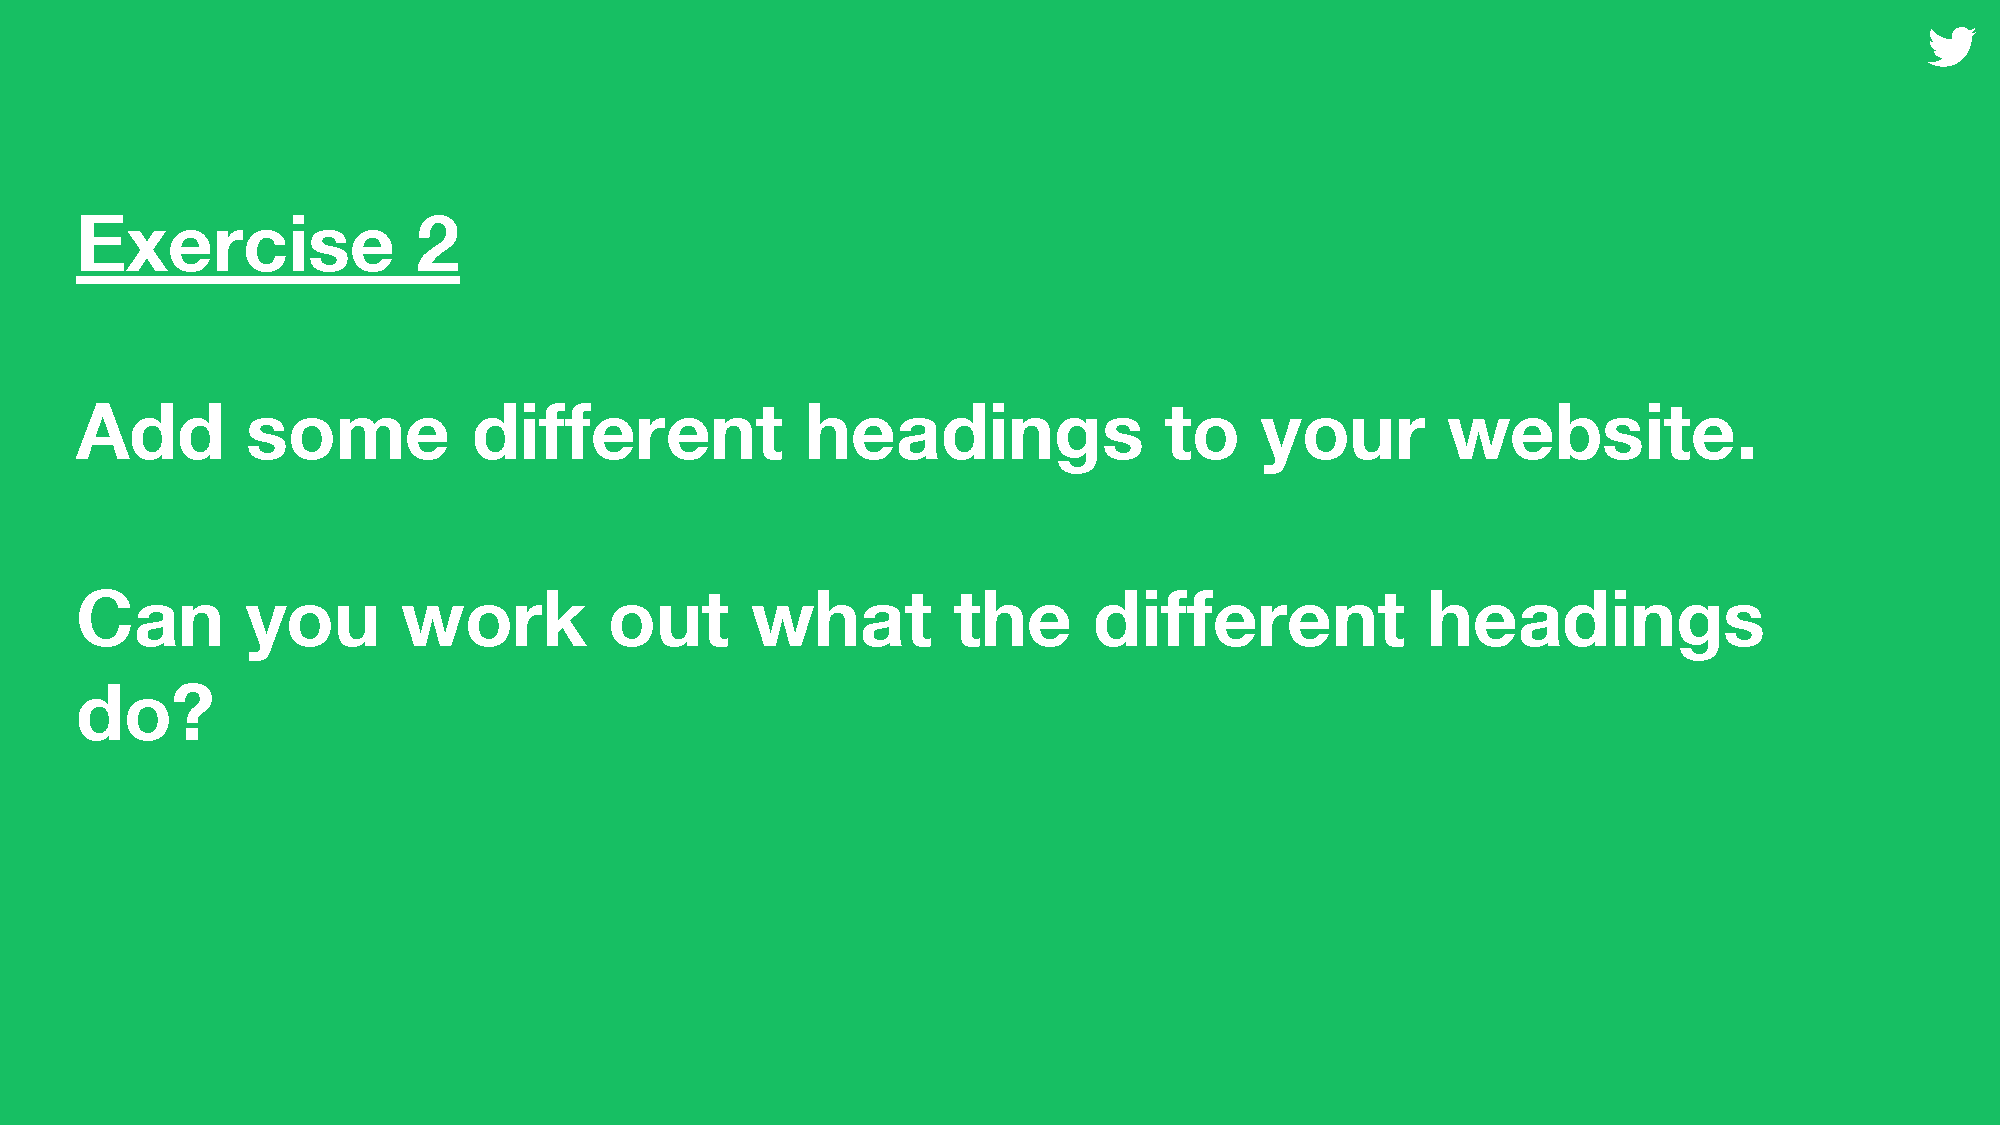 Exercise 2
Add some different headings to your website.
Can you work out what the different headings
do?